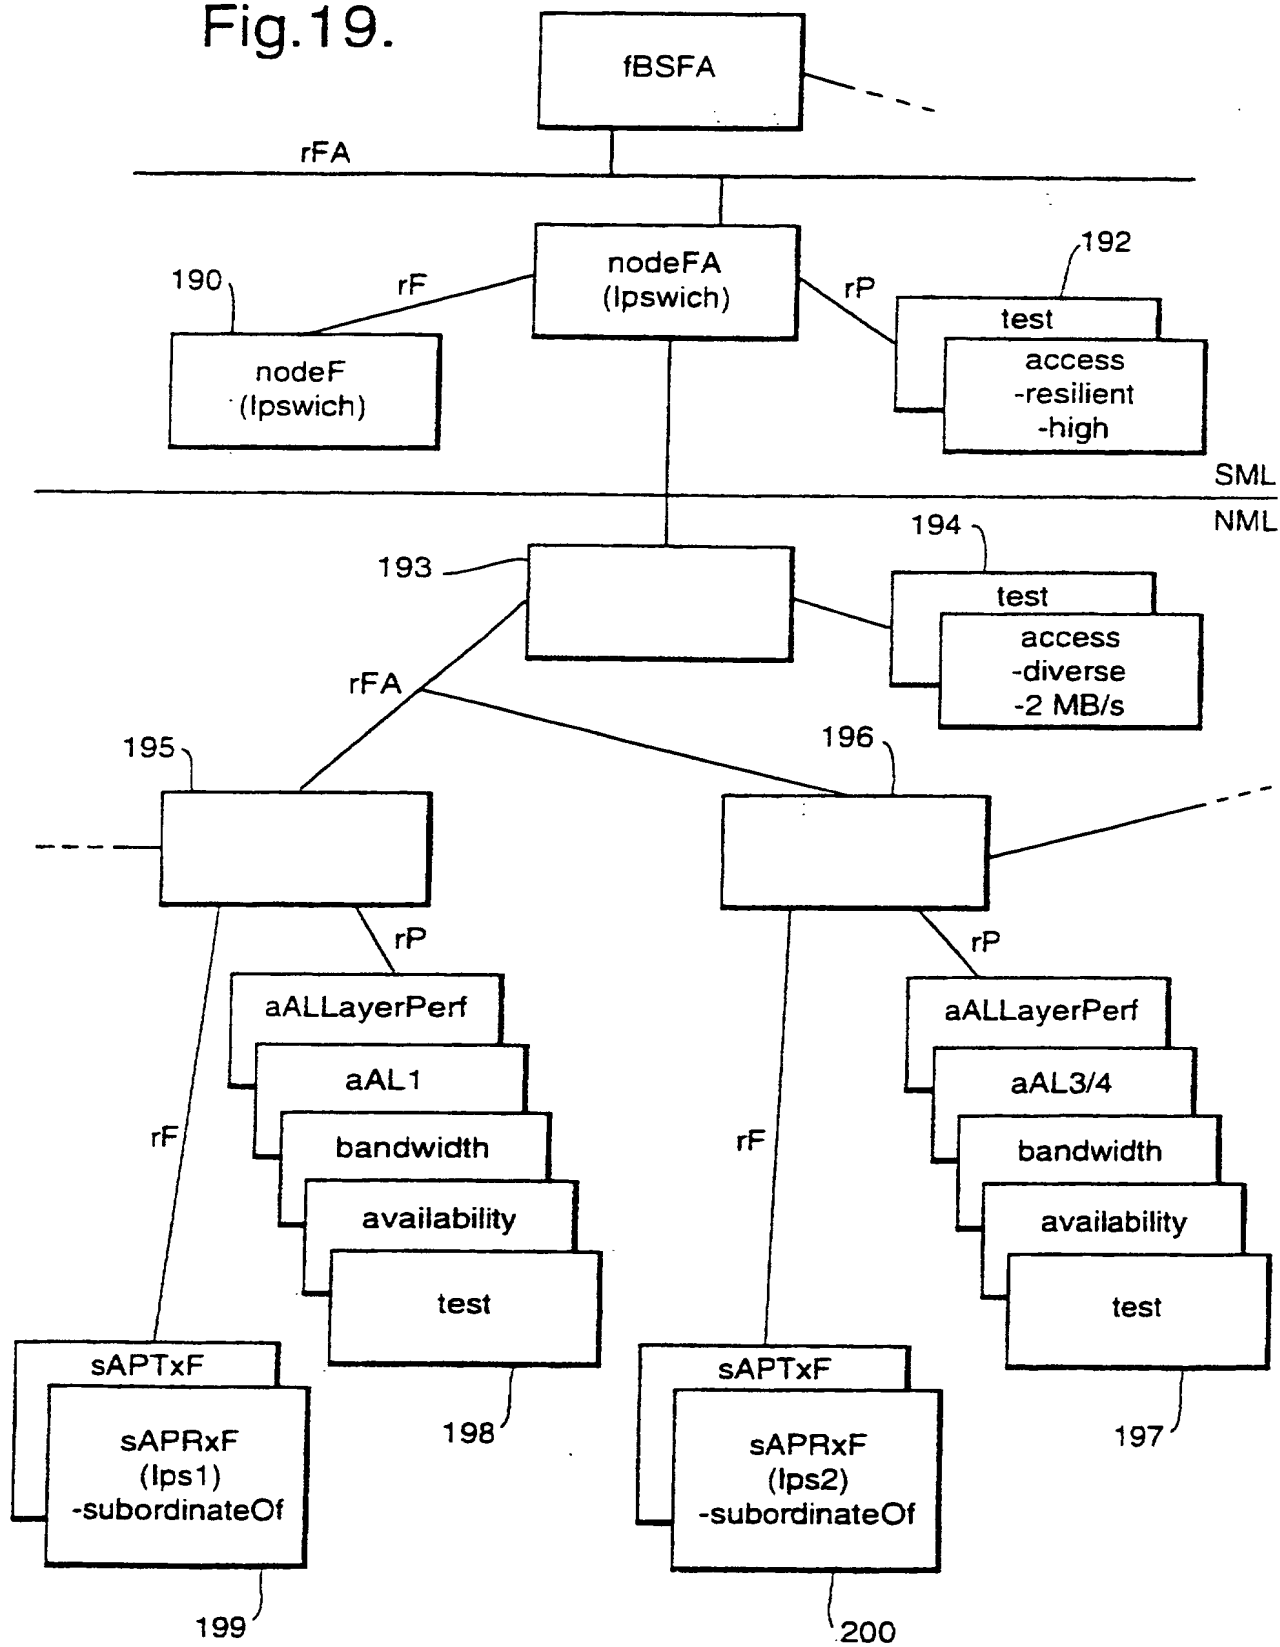 Fig.19.
fBSFA
rFA
nodeFA
(Ipswich)
190
rF
rP
192
nodeF
(Ipswich)
test
access
-resilient
-high
SML
NML
193
194
test
access
-diverse
-2 MB/s
rFA
195
196
rP
rP
aALLayerPerf
aAL1
bandwidth
availability
test
aALLayerPerf
aAL3/4
bandwidth
availability
test
rF
rF
sAPTxF
sAPRxF
(Ips1)
-subordinateOf
198
sAPTxF
sAPRxF
(Ips2)
-subordinateOf
197
199
200